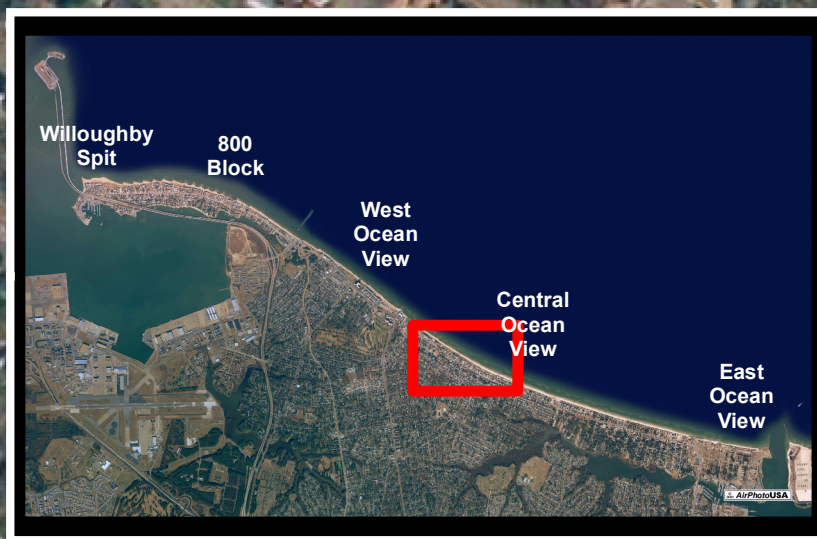 Willoughby
Spit
800
Block
West
Ocean
View
Central
Ocean
View
East
Ocean
View
AirPhotoUSA